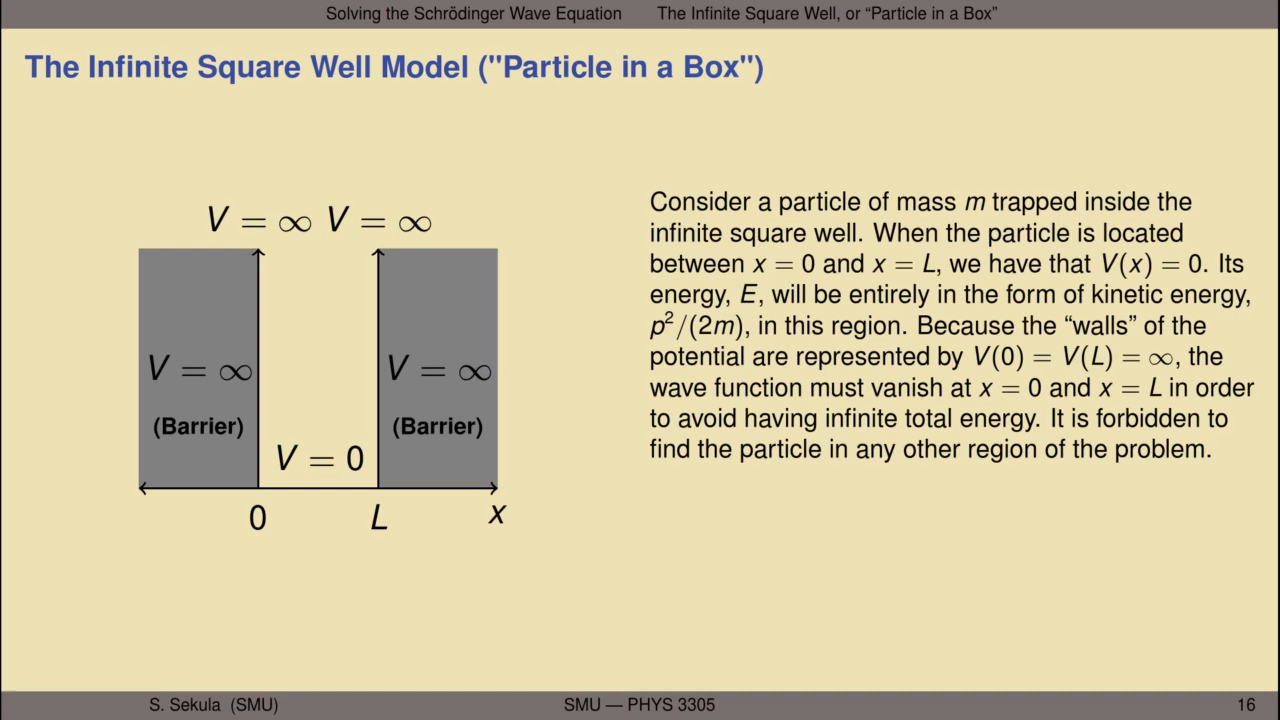 Solving the Schrödinger Wave Equation The Infinite Square Well, or “Particle in a Box”
The Infinite Square Well Model ("Particle in a Box")
V = ∞ V = ∞
V = ∞ V = ∞
(Barrier) (Barrier)
V = 0
0 L x
Consider a particle of mass m trapped inside the
infinite square well. When the particle is located
between x = 0 and x = L, we have that V(x) = 0. Its
energy, E, will be entirely in the form of kinetic energy,
p²/(2m), in this region. Because the “walls” of the
potential are represented by V(0) = V(L) = ∞, the
wave function must vanish at x = 0 and x = L in order
to avoid having infinite total energy. It is forbidden to
find the particle in any other region of the problem.
S. Sekula (SMU) SMU — PHYS 3305 16